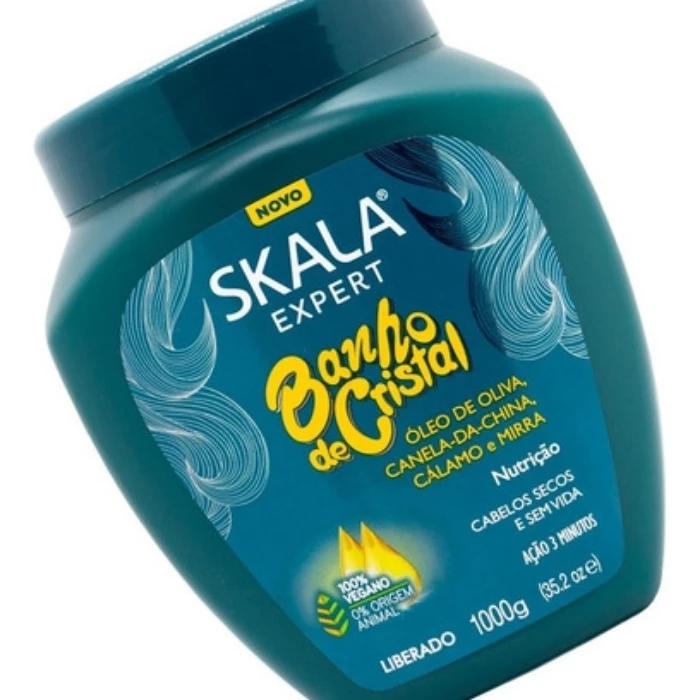 NOVO
SKALA®
EXPERT
Banho
de Cristal
ÓLEO DE OLIVA,
CANELA-DA-CHINA,
CÁLAMO e MIRRA
Nutrição
CABELOS SECOS
E SEM VIDA
AÇÃO 3 MINUTOS
100%
VEGANO
0% ORIGEM
ANIMAL
LIBERADO 1000g (35.2 oz e)